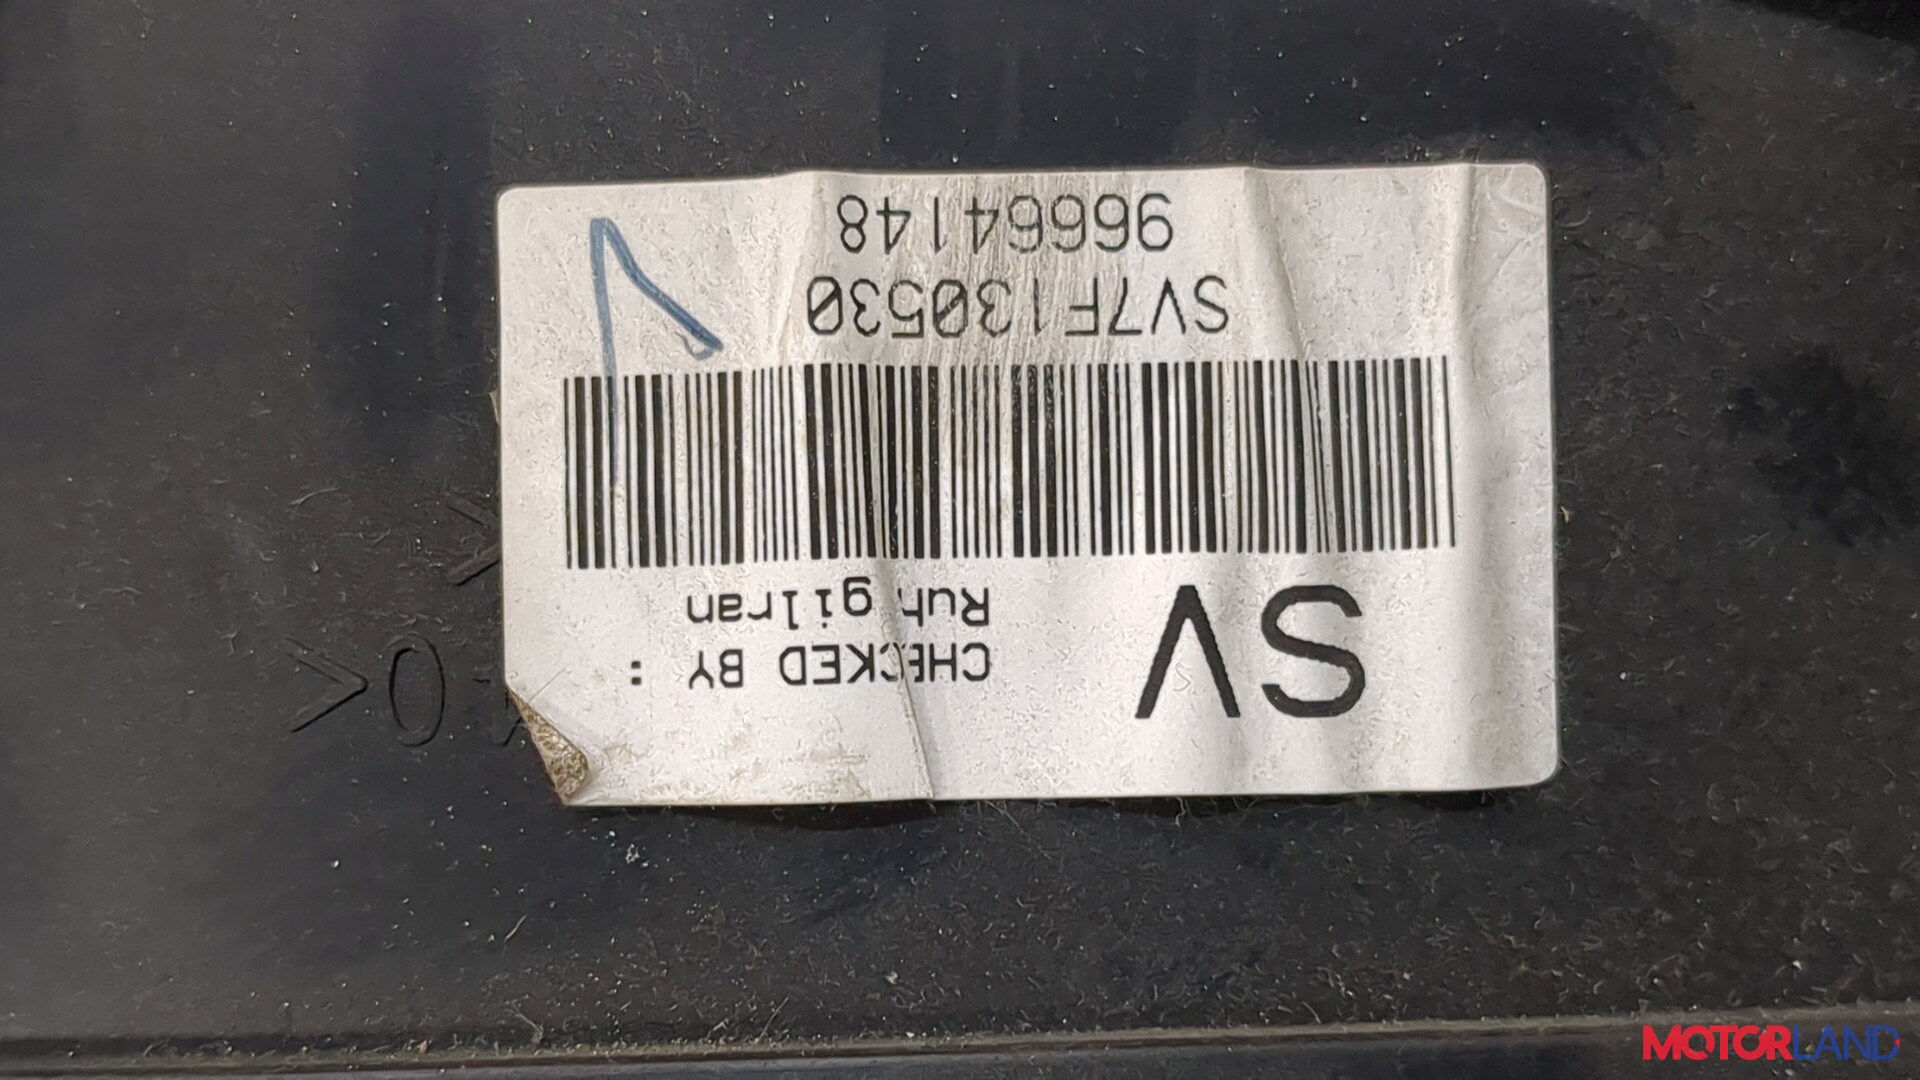 SV
CHECKED BY :
Ruh gilran
SV7F130530
96664148
MOTORLAND